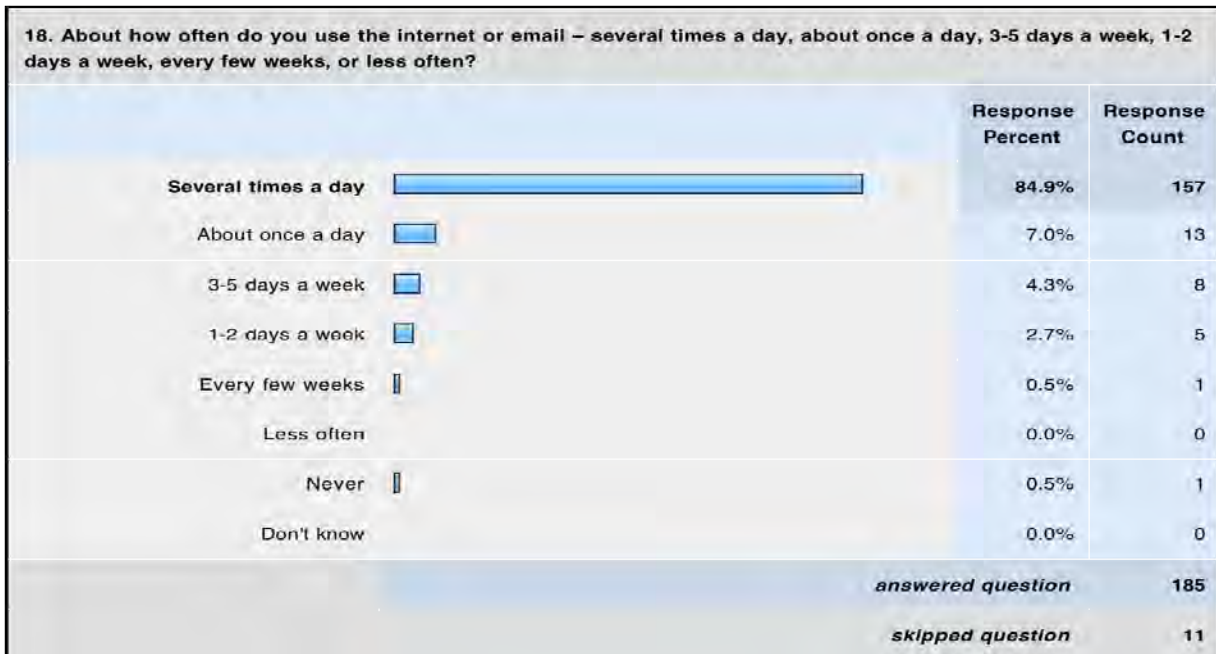 18. About how often do you use the internet or email – several times a day, about once a day, 3-5 days a week, 1-2
days a week, every few weeks, or less often?
Response Percent Response Count
Several times a day 84.9% 157
About once a day 7.0% 13
3-5 days a week 4.3% 8
1-2 days a week 2.7% 5
Every few weeks 0.5% 1
Less often 0.0% 0
Never 0.5% 1
Don't know 0.0% 0
answered question 185
skipped question 11